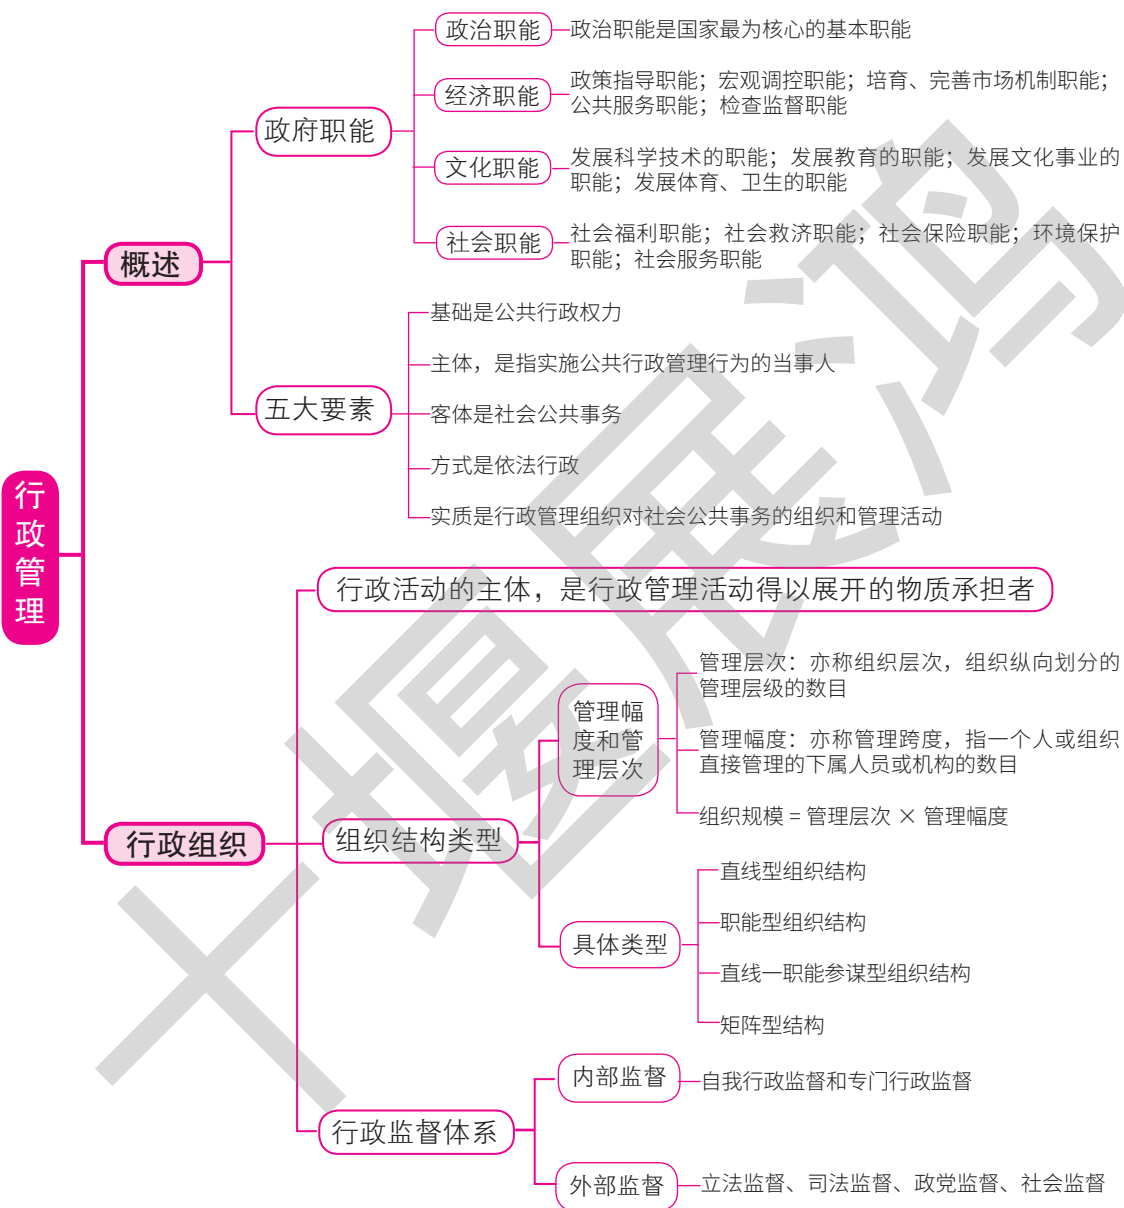 行政管理
概述
政府职能
政治职能
政治职能是国家最为核心的基本职能
经济职能
政策指导职能；宏观调控职能；培育、完善市场机制职能；
公共服务职能；检查监督职能
文化职能
发展科学技术的职能；发展教育的职能；发展文化事业的
职能；发展体育、卫生的职能
社会职能
社会福利职能；社会救济职能；社会保险职能；环境保护
职能；社会服务职能
五大要素
基础是公共行政权力
主体，是指实施公共行政管理行为的当事人
客体是社会公共事务
方式是依法行政
实质是行政管理组织对社会公共事务的组织和管理活动
行政组织
行政活动的主体，是行政管理活动得以展开的物质承担者
组织结构类型
管理幅
度和管
理层次
管理层次：亦称组织层次，组织纵向划分的
管理层级的数目
管理幅度：亦称管理跨度，指一个人或组织
直接管理的下属人员或机构的数目
组织规模 = 管理层次 × 管理幅度
具体类型
直线型组织结构
职能型组织结构
直线一职能参谋型组织结构
矩阵型结构
行政监督体系
内部监督
自我行政监督和专门行政监督
外部监督
立法监督、司法监督、政党监督、社会监督
十堰展鸿